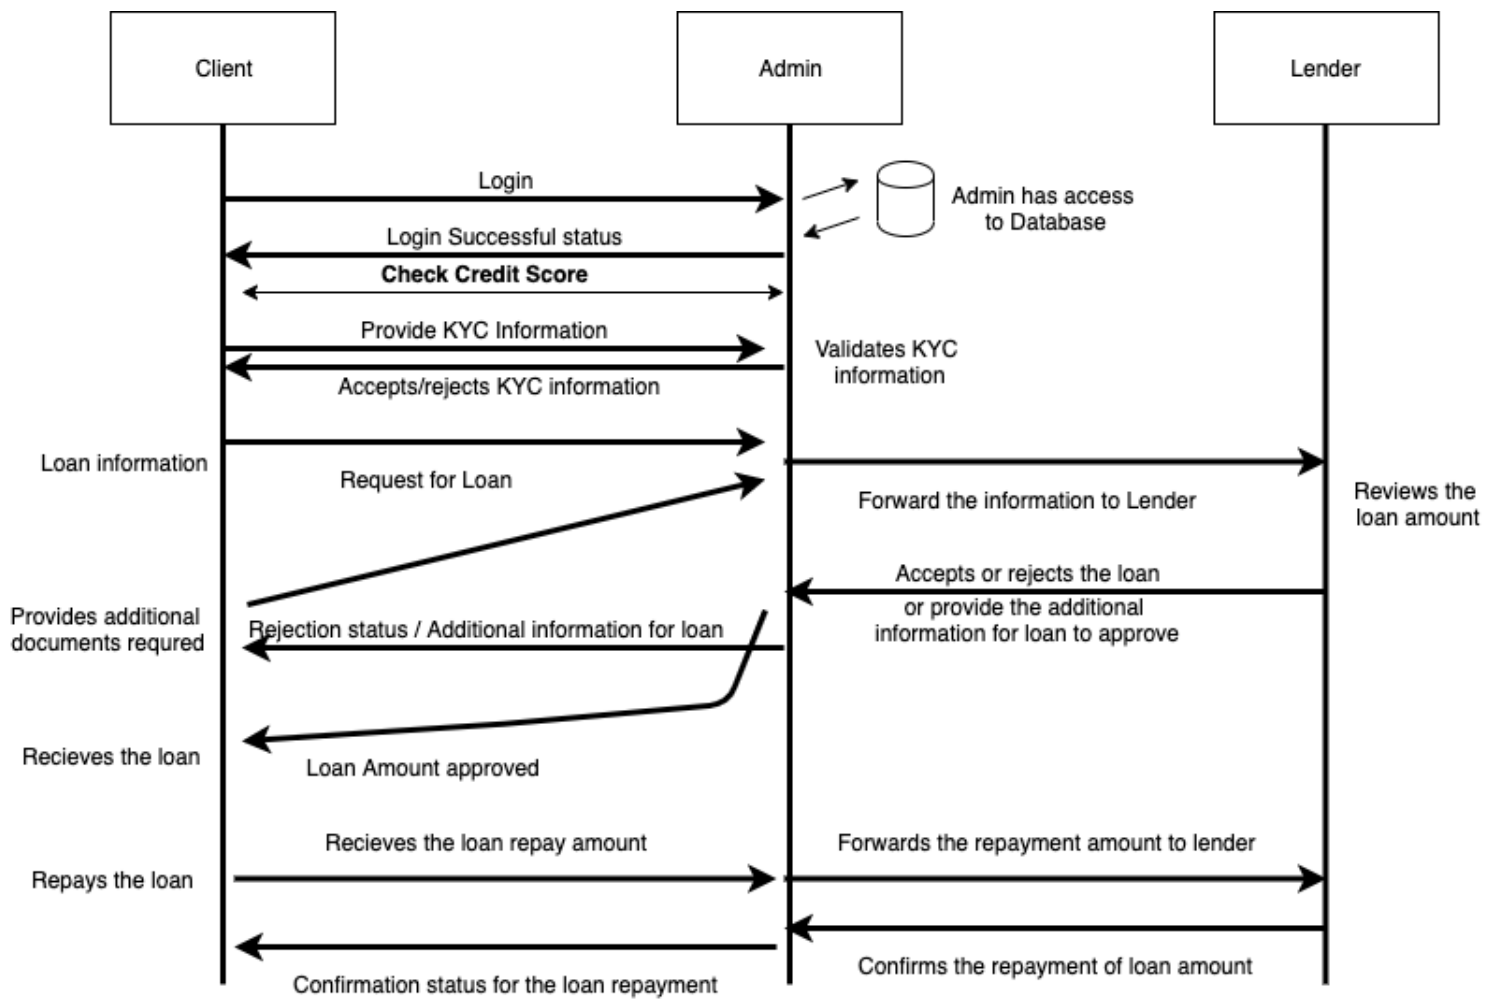 Client
Admin
Lender
Login
Admin has access
to Database
Login Successful status
Check Credit Score
Provide KYC Information
Validates KYC
information
Accepts/rejects KYC information
Loan information
Request for Loan
Forward the information to Lender
Reviews the
loan amount
Accepts or rejects the loan
or provide the additional
information for loan to approve
Provides additional
documents requred
Rejection status / Additional information for loan
Recieves the loan
Loan Amount approved
Recieves the loan repay amount
Forwards the repayment amount to lender
Repays the loan
Confirms the repayment of loan amount
Confirmation status for the loan repayment